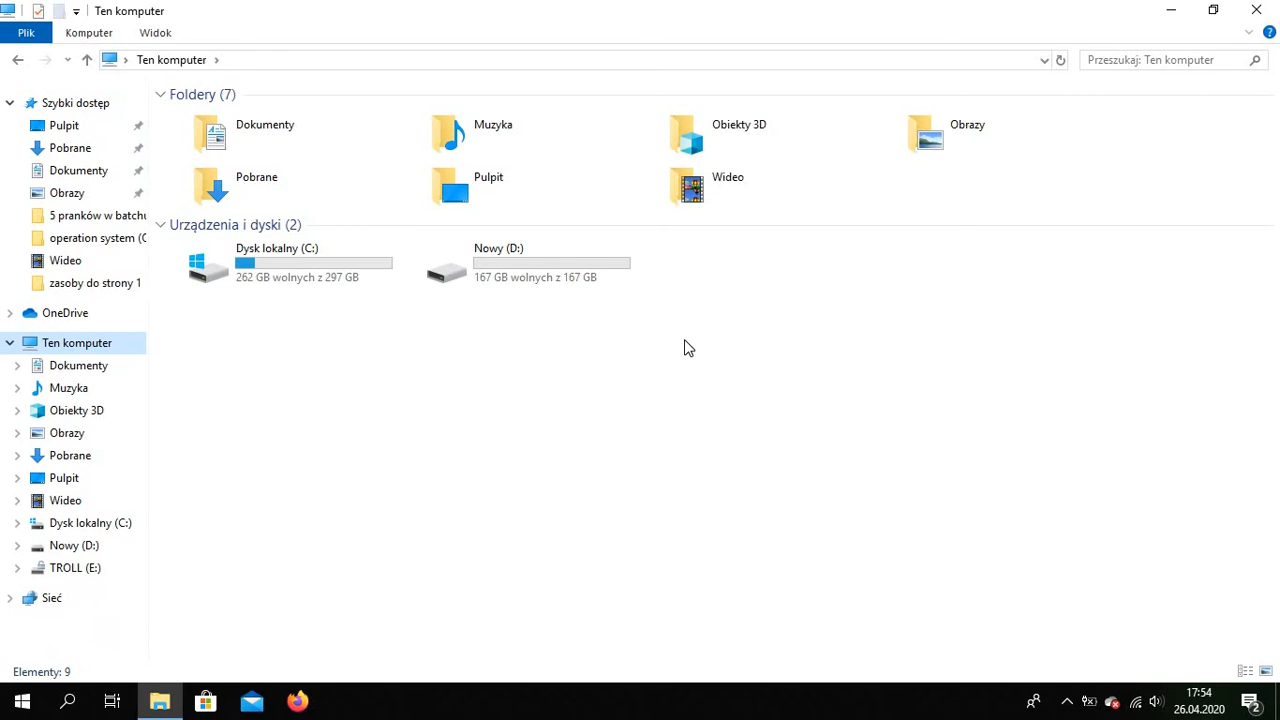 Ten komputer
Plik Komputer Widok
Ten komputer
Przeszukaj: Ten komputer
Szybki dostęp
Pulpit
Pobrane
Dokumenty
Obrazy
5 pranków w batchu
operation system (C
Wideo
zasoby do strony 1
OneDrive
Ten komputer
Dokumenty
Muzyka
Obiekty 3D
Obrazy
Pobrane
Pulpit
Wideo
Dysk lokalny (C:)
Nowy (D:)
TROLL (E:)
Sieć
Foldery (7)
Dokumenty Muzyka Obiekty 3D Obrazy
Pobrane Pulpit Wideo
Urządzenia i dyski (2)
Dysk lokalny (C:)
262 GB wolnych z 297 GB
Nowy (D:)
167 GB wolnych z 167 GB
Elementy: 9
17:54
26.04.2020
2